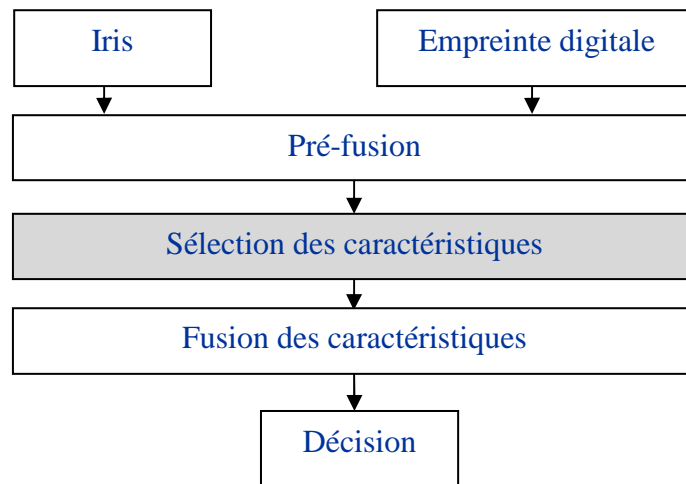 Iris
Empreinte digitale
Pré-fusion
Sélection des caractéristiques
Fusion des caractéristiques
Décision